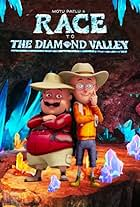 MOTU PATLU &
RACE
TO
THE DIAMOND VALLEY